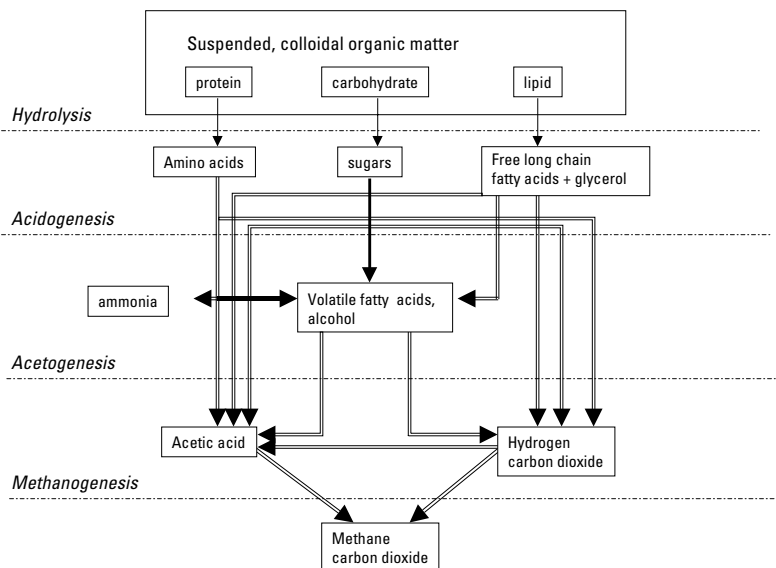 Suspended, colloidal organic matter
protein
carbohydrate
lipid
Hydrolysis
Amino acids
sugars
Free long chain
fatty acids + glycerol
Acidogenesis
ammonia
Volatile fatty acids,
alcohol
Acetogenesis
Acetic acid
Hydrogen
carbon dioxide
Methanogenesis
Methane
carbon dioxide